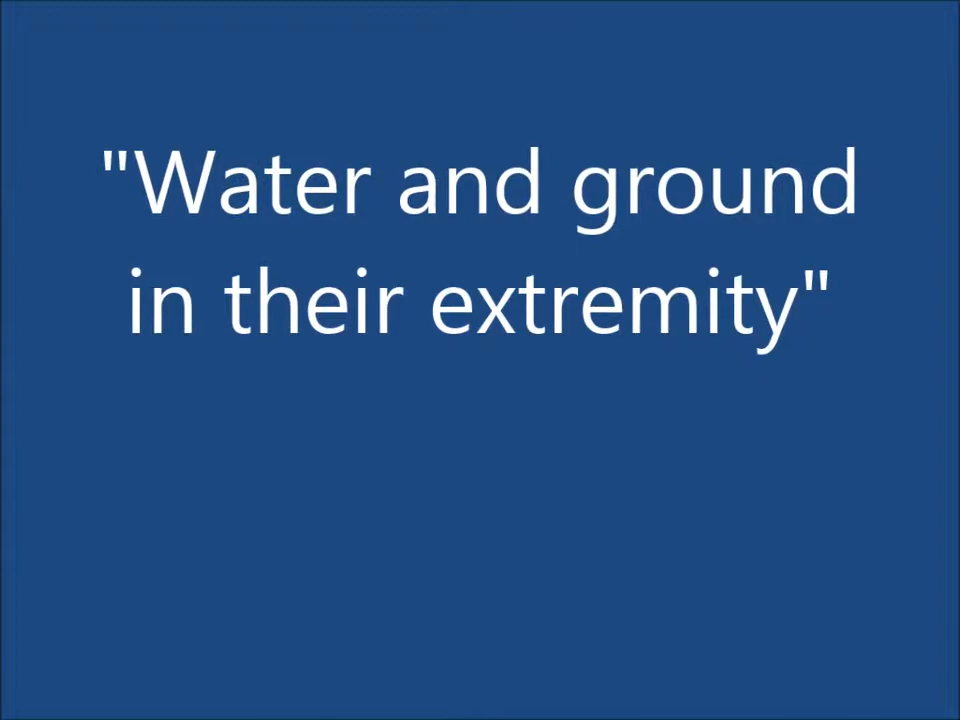 "Water and ground
in their extremity"